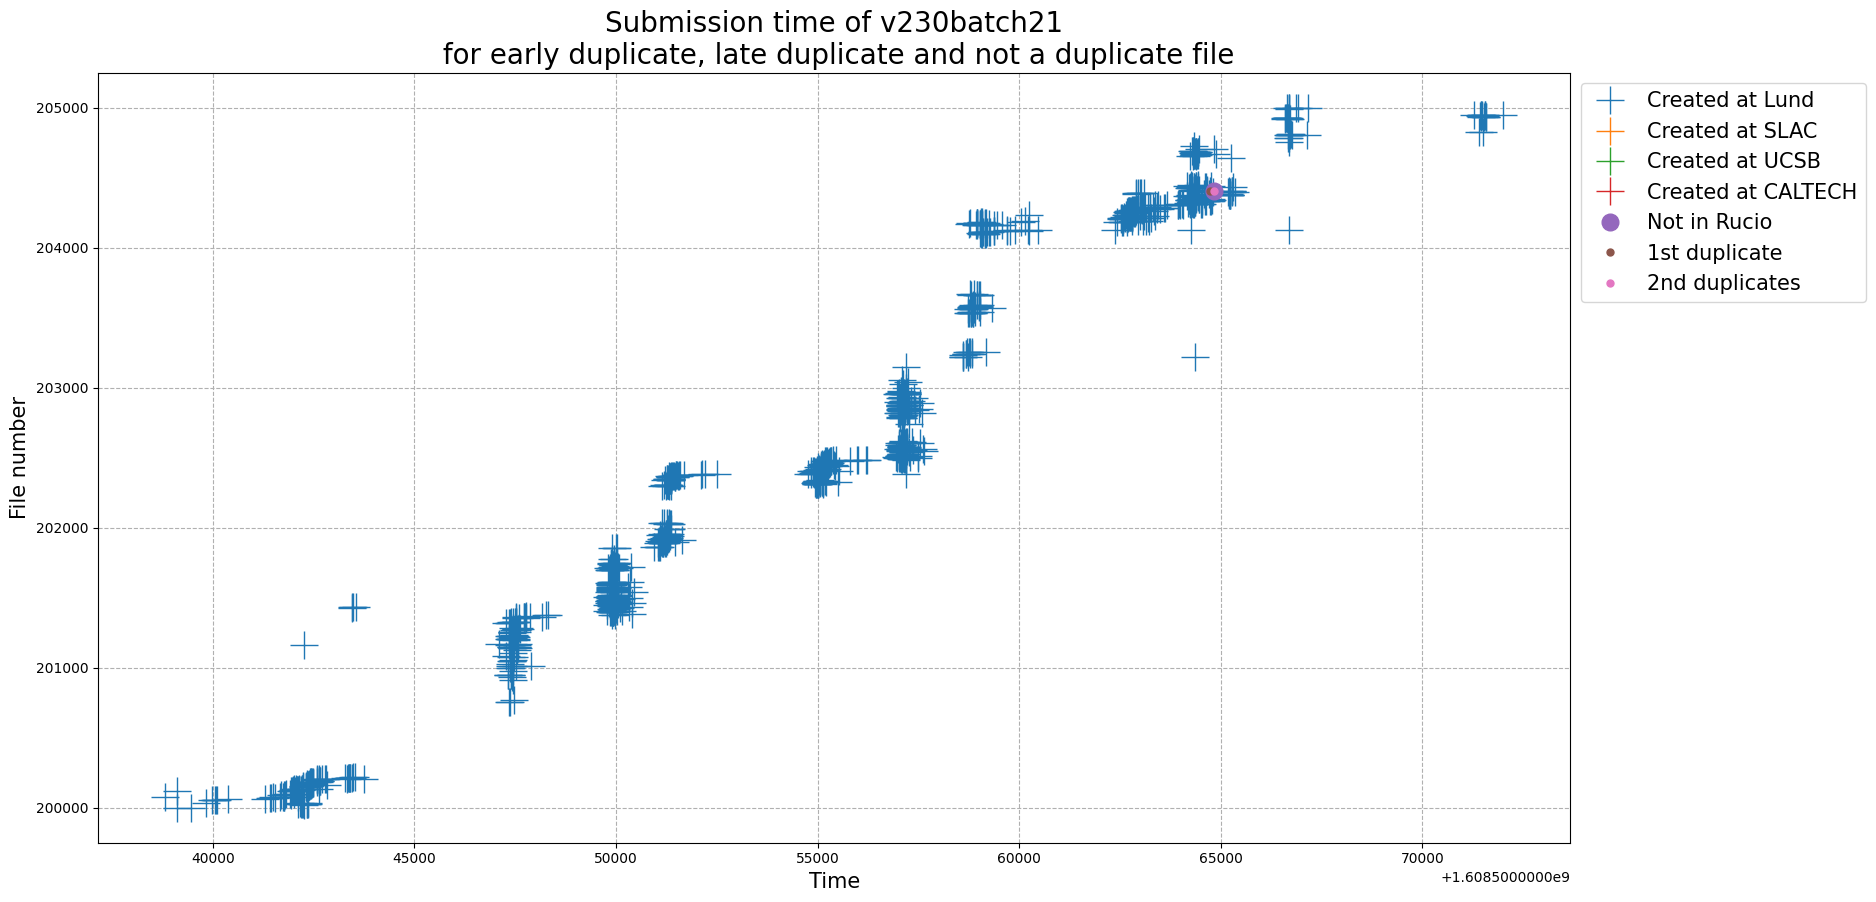 Submission time of v230batch21
for early duplicate, late duplicate and not a duplicate file
Created at Lund
Created at SLAC
Created at UCSB
Created at CALTECH
Not in Rucio
1st duplicate
2nd duplicates
File number
205000
204000
203000
202000
201000
200000
40000
45000
50000
55000
60000
65000
70000
+1.6085000000e9
Time